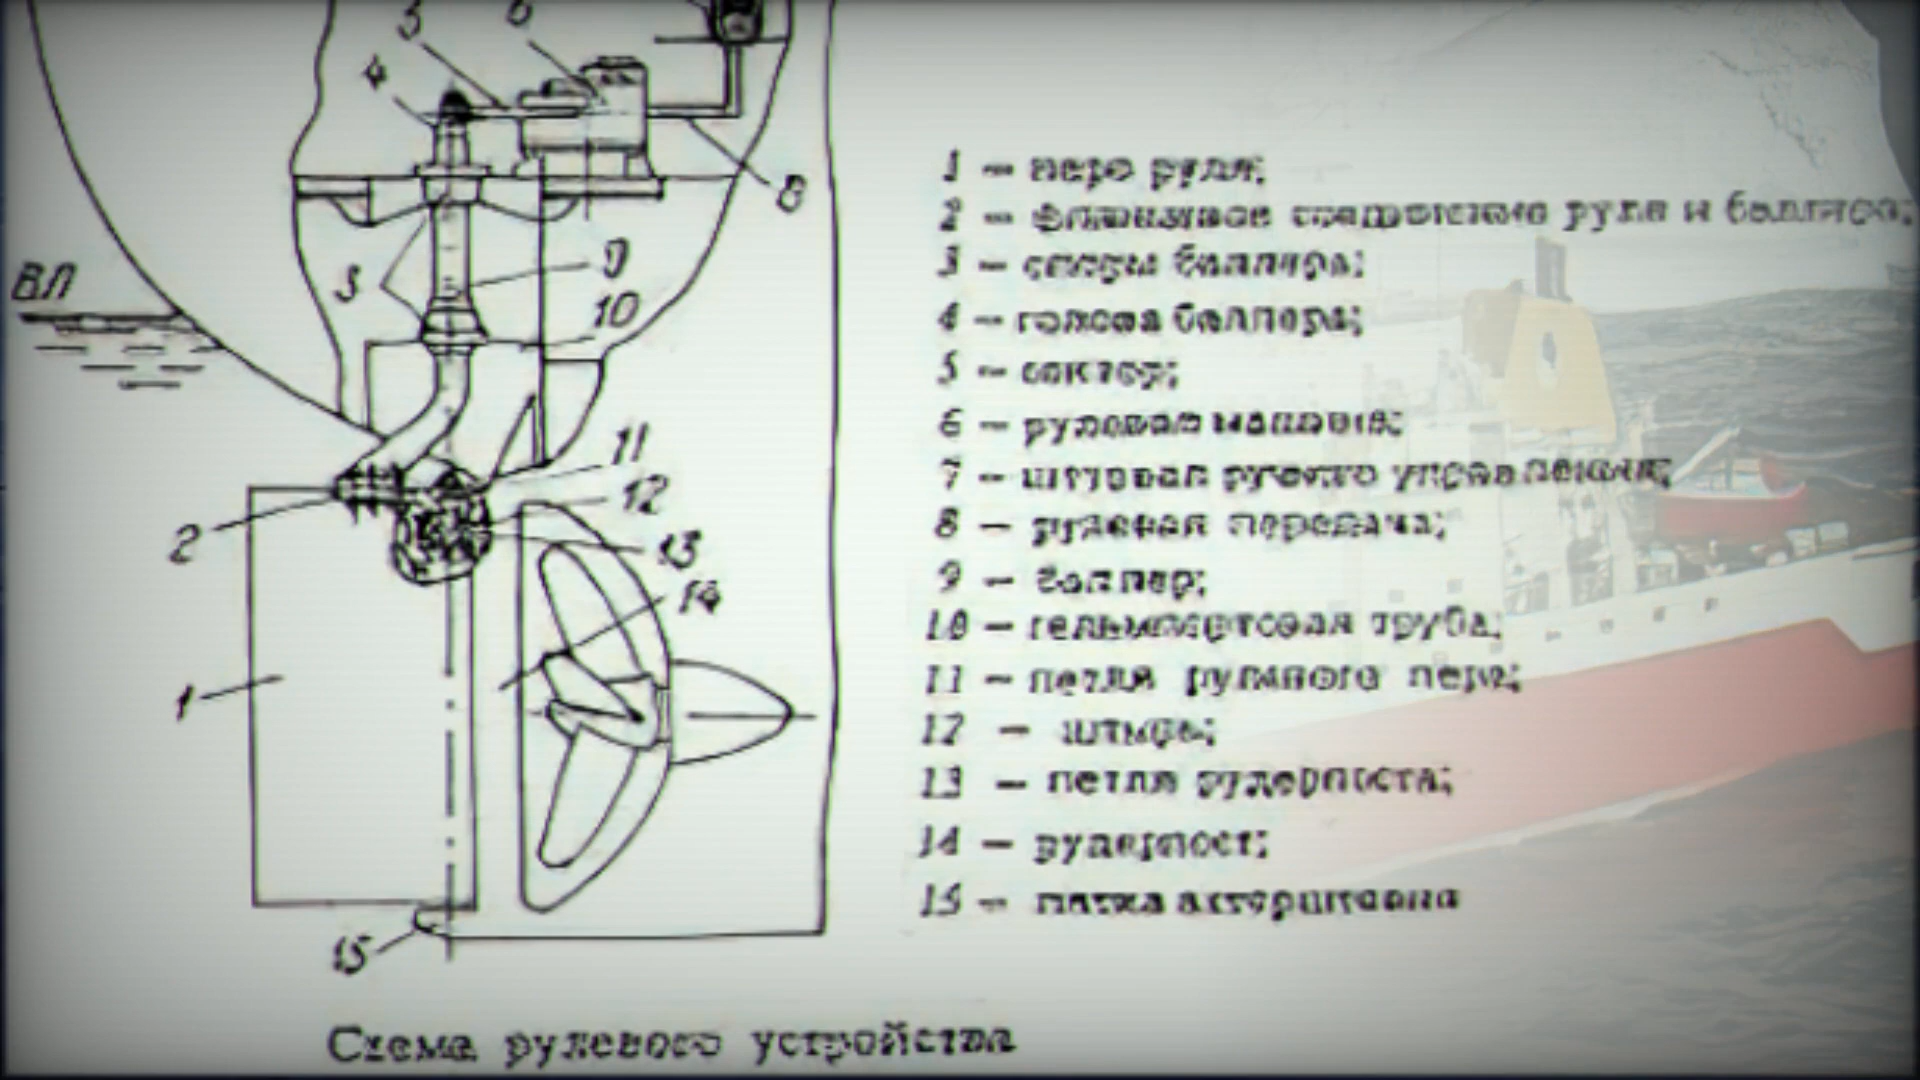 5 6
4
8
3 9
ВЛ 10
11
12
2 13
14
1
15
1 — перо руля;
2 — фланцевое соединение руля и баллера;
3 — опоры баллера;
4 — голова баллера;
5 — сектор;
6 — рулевая машина;
7 — штурвал ручного управления;
8 — рулевая передача;
9 — баллер;
10 — гельмпортовая труба;
11 — петля рулевого пера;
12 — штырь;
13 — петля рудерпоста;
14 — рудерпост;
15 — пятка ахтерштевня
Схема рулевого устройства